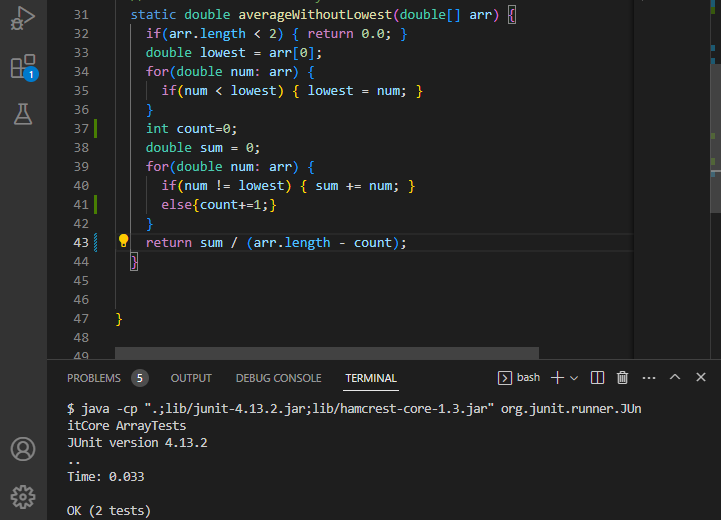 31 static double averageWithoutLowest(double[] arr) {
32 if(arr.length < 2) { return 0.0; }
33 double lowest = arr[0];
34 for(double num: arr) {
35 if(num < lowest) { lowest = num; }
36 }
37 int count=0;
38 double sum = 0;
39 for(double num: arr) {
40 if(num != lowest) { sum += num; }
41 else{count+=1;}
42 }
43 return sum / (arr.length - count);
44 }
45
46
47 }
48
49
1
PROBLEMS 5 OUTPUT DEBUG CONSOLE TERMINAL bash
$ java -cp ".;lib/junit-4.13.2.jar;lib/hamcrest-core-1.3.jar" org.junit.runner.JUn
itCore ArrayTests
JUnit version 4.13.2
..
Time: 0.033
OK (2 tests)